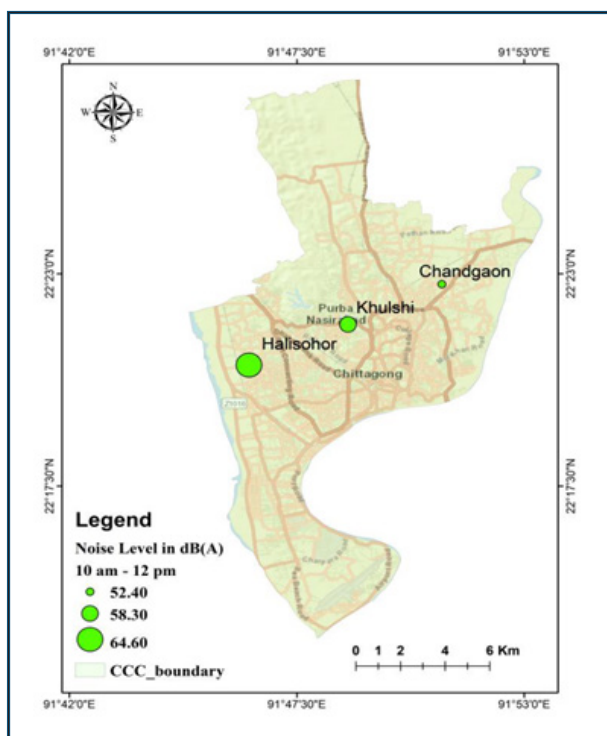 91°42'0"E 91°47'30"E 91°53'0"E
N
W E
S
22°23'0"N
22°23'0"N
Chandgaon
Khulshi
Purba
Nasirabad
Halisohor
Chittagong
22°17'30"N
22°17'30"N
Legend
Noise Level in dB(A)
10 am - 12 pm
52.40
58.30
64.60
CCC_boundary
0 1 2 4 6 Km
91°42'0"E 91°47'30"E 91°53'0"E